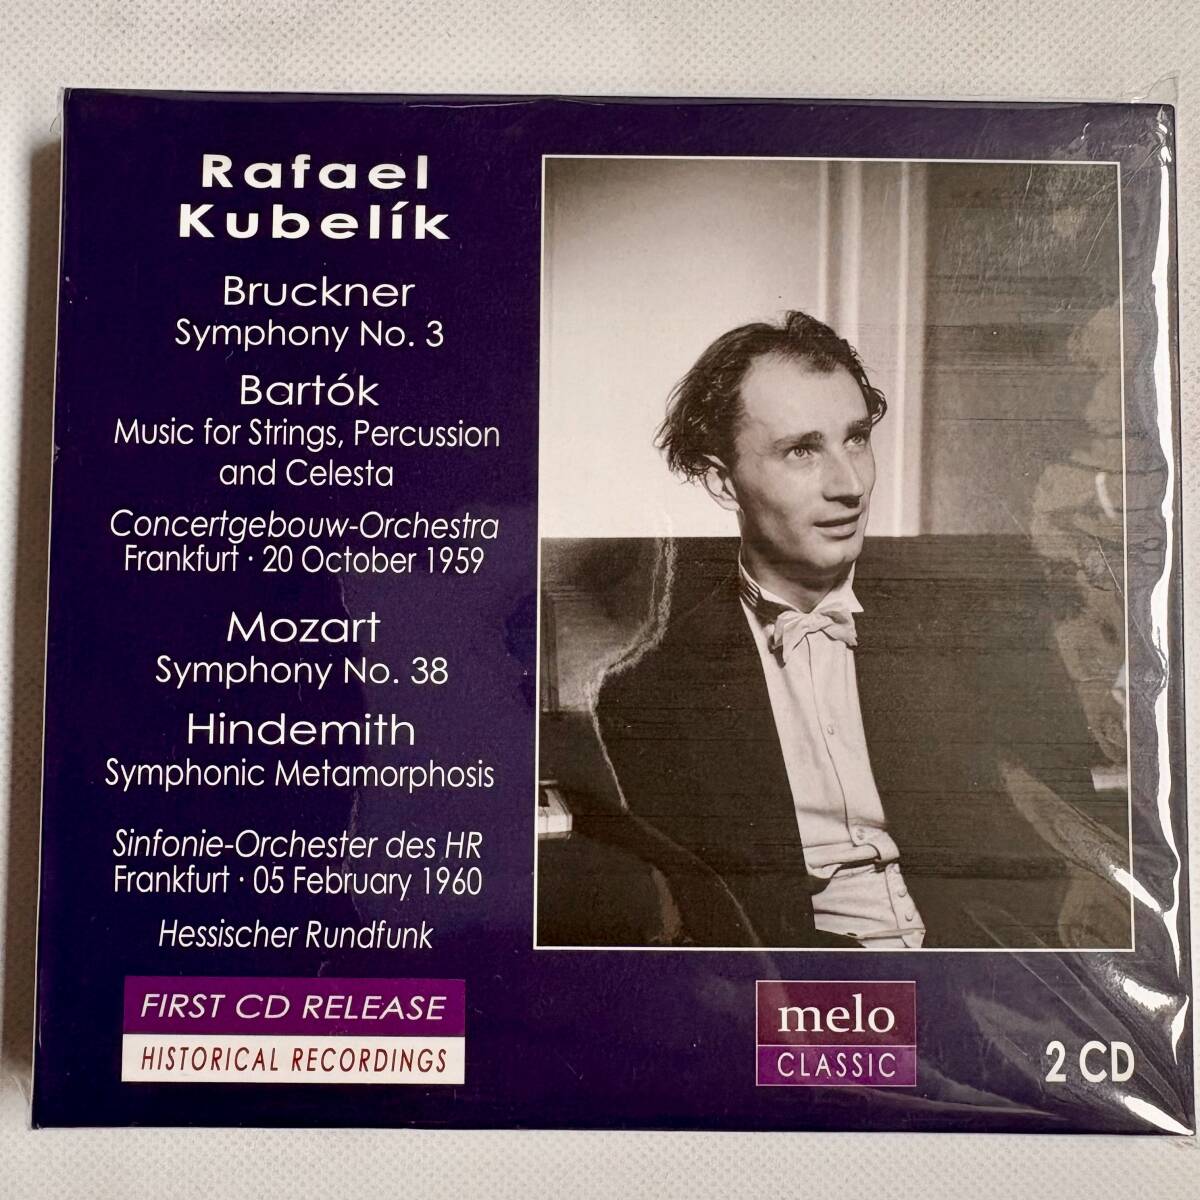 Rafael
Kubelík
Bruckner
Symphony No. 3
Bartók
Music for Strings, Percussion
and Celesta
Concertgebouw-Orchestra
Frankfurt · 20 October 1959
Mozart
Symphony No. 38
Hindemith
Symphonic Metamorphosis
Sinfonie-Orchester des HR
Frankfurt · 05 February 1960
Hessischer Rundfunk
FIRST CD RELEASE
HISTORICAL RECORDINGS
melo
CLASSIC
2 CD